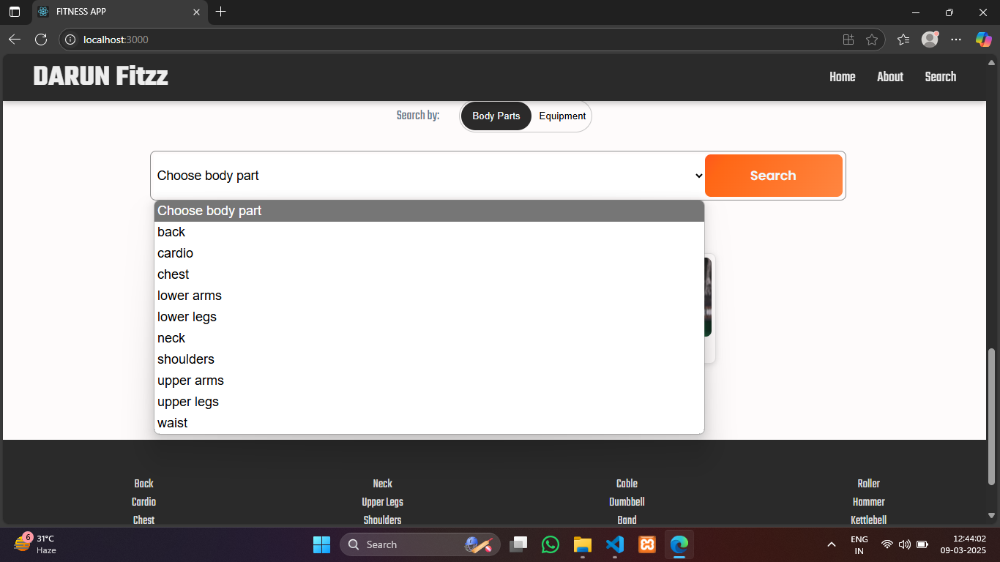 FITNESS APP
localhost:3000
DARUN Fitzz
Home About Search
Search by: Body Parts Equipment
Choose body part
Search
Choose body part
back
cardio
chest
lower arms
lower legs
neck
shoulders
upper arms
upper legs
waist
Back Neck Cable Roller
Cardio Upper Legs Dumbbell Hammer
Chest Shoulders Band Kettlebell
6
31°C
Haze
Search
ENG
IN
12:44:02
09-03-2025